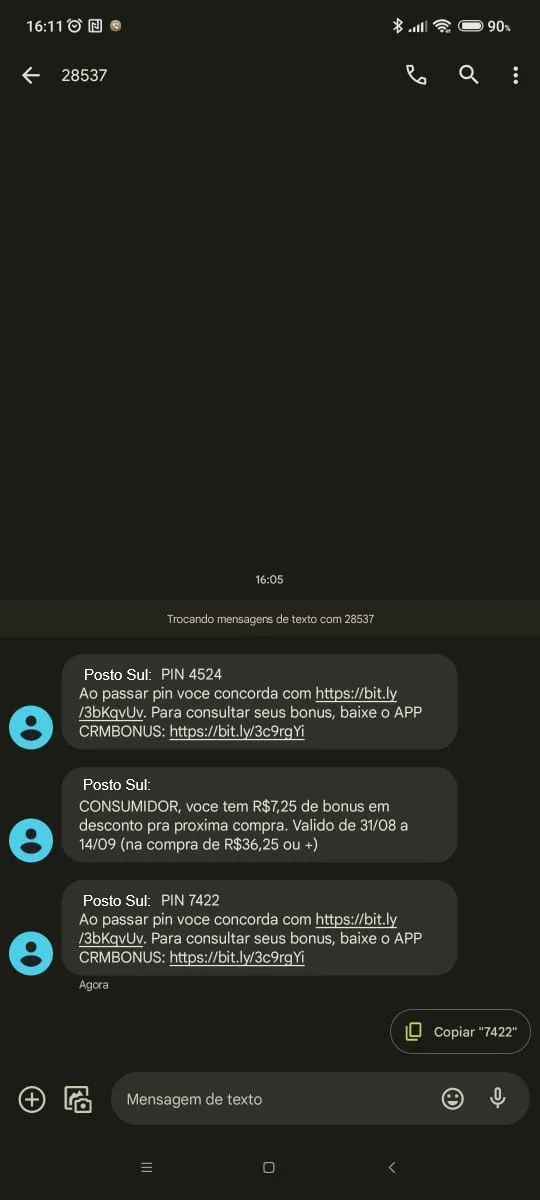 16:11
90%
28537
16:05
Trocando mensagens de texto com 28537
Posto Sul: PIN 4524
Ao passar pin voce concorda com https://bit.ly
/3bKqvUv. Para consultar seus bonus, baixe o APP
CRMBONUS: https://bit.ly/3c9rgYi
Posto Sul:
CONSUMIDOR, voce tem R$7,25 de bonus em
desconto pra proxima compra. Valido de 31/08 a
14/09 (na compra de R$36,25 ou +)
Posto Sul: PIN 7422
Ao passar pin voce concorda com https://bit.ly
/3bKqvUv. Para consultar seus bonus, baixe o APP
CRMBONUS: https://bit.ly/3c9rgYi
Agora
Copiar "7422"
Mensagem de texto